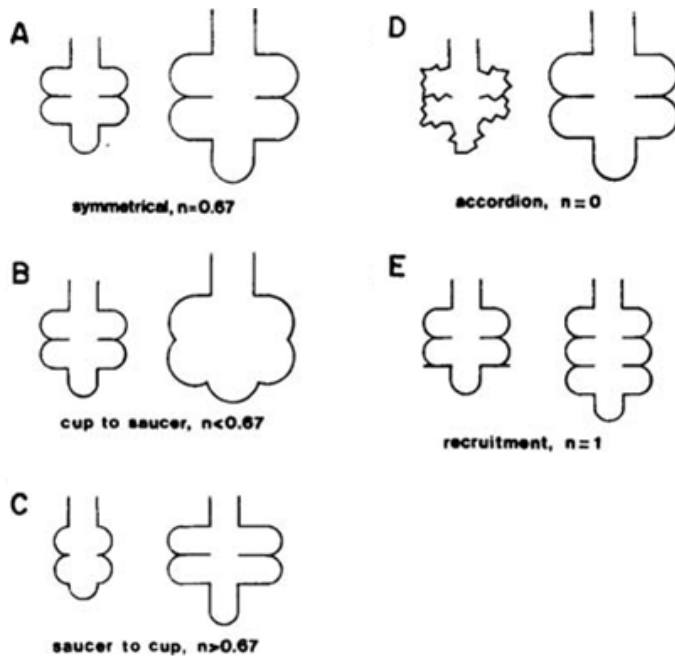 A
symmetrical, n=0.67
B
cup to saucer, n<0.67
C
saucer to cup, n>0.67
D
accordion, n=0
E
recruitment, n=1